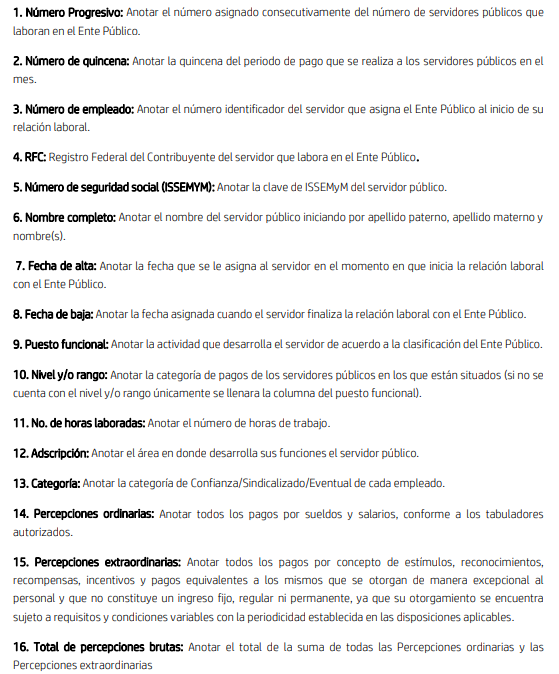 1. Número Progresivo: Anotar el número asignado consecutivamente del número de servidores públicos que
laboran en el Ente Público.
2. Número de quincena: Anotar la quincena del periodo de pago que se realiza a los servidores públicos en el
mes.
3. Número de empleado: Anotar el número identificador del servidor que asigna el Ente Público al inicio de su
relación laboral.
4. RFC: Registro Federal del Contribuyente del servidor que labora en el Ente Público.
5. Número de seguridad social (ISSEMYM): Anotar la clave de ISSEMyM del servidor público.
6. Nombre completo: Anotar el nombre del servidor público iniciando por apellido paterno, apellido materno y
nombre(s).
7. Fecha de alta: Anotar la fecha que se le asigna al servidor en el momento en que inicia la relación laboral
con el Ente Público.
8. Fecha de baja: Anotar la fecha asignada cuando el servidor finaliza la relación laboral con el Ente Público.
9. Puesto funcional: Anotar la actividad que desarrolla el servidor de acuerdo a la clasificación del Ente Público.
10. Nivel y/o rango: Anotar la categoría de pagos de los servidores públicos en los que están situados (si no se
cuenta con el nivel y/o rango únicamente se llenara la columna del puesto funcional).
11. No. de horas laboradas: Anotar el número de horas de trabajo.
12. Adscripción: Anotar el área en donde desarrolla sus funciones el servidor público.
13. Categoría: Anotar la categoría de Confianza/Sindicalizado/Eventual de cada empleado.
14. Percepciones ordinarias: Anotar todos los pagos por sueldos y salarios, conforme a los tabuladores
autorizados.
15. Percepciones extraordinarias: Anotar todos los pagos por concepto de estímulos, reconocimientos,
recompensas, incentivos y pagos equivalentes a los mismos que se otorgan de manera excepcional al
personal y que no constituye un ingreso fijo, regular ni permanente, ya que su otorgamiento se encuentra
sujeto a requisitos y condiciones variables con la periodicidad establecida en las disposiciones aplicables.
16. Total de percepciones brutas: Anotar el total de la suma de todas las Percepciones ordinarias y las
Percepciones extraordinarias